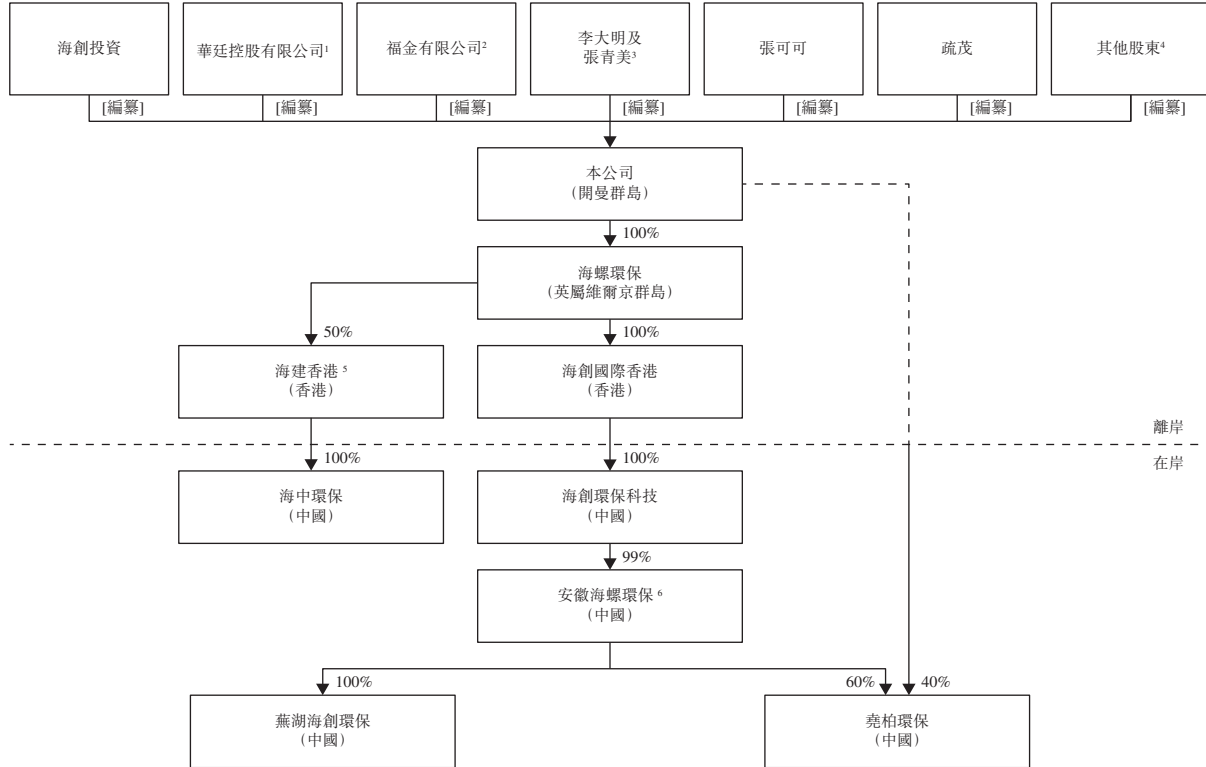 海創投資
華廷控股有限公司¹
福金有限公司²
李大明及
張青美³
張可可
疏茂
其他股東⁴
[編纂]
[編纂]
[編纂]
[編纂]
[編纂]
[編纂]
[編纂]
本公司
(開曼群島)
100%
海螺環保
(英屬維爾京群島)
50%
100%
海建香港⁵
(香港)
海創國際香港
(香港)
離岸
在岸
100%
100%
海中環保
(中國)
海創環保科技
(中國)
99%
安徽海螺環保⁶
(中國)
100%
60%
40%
蕪湖海創環保
(中國)
堯柏環保
(中國)